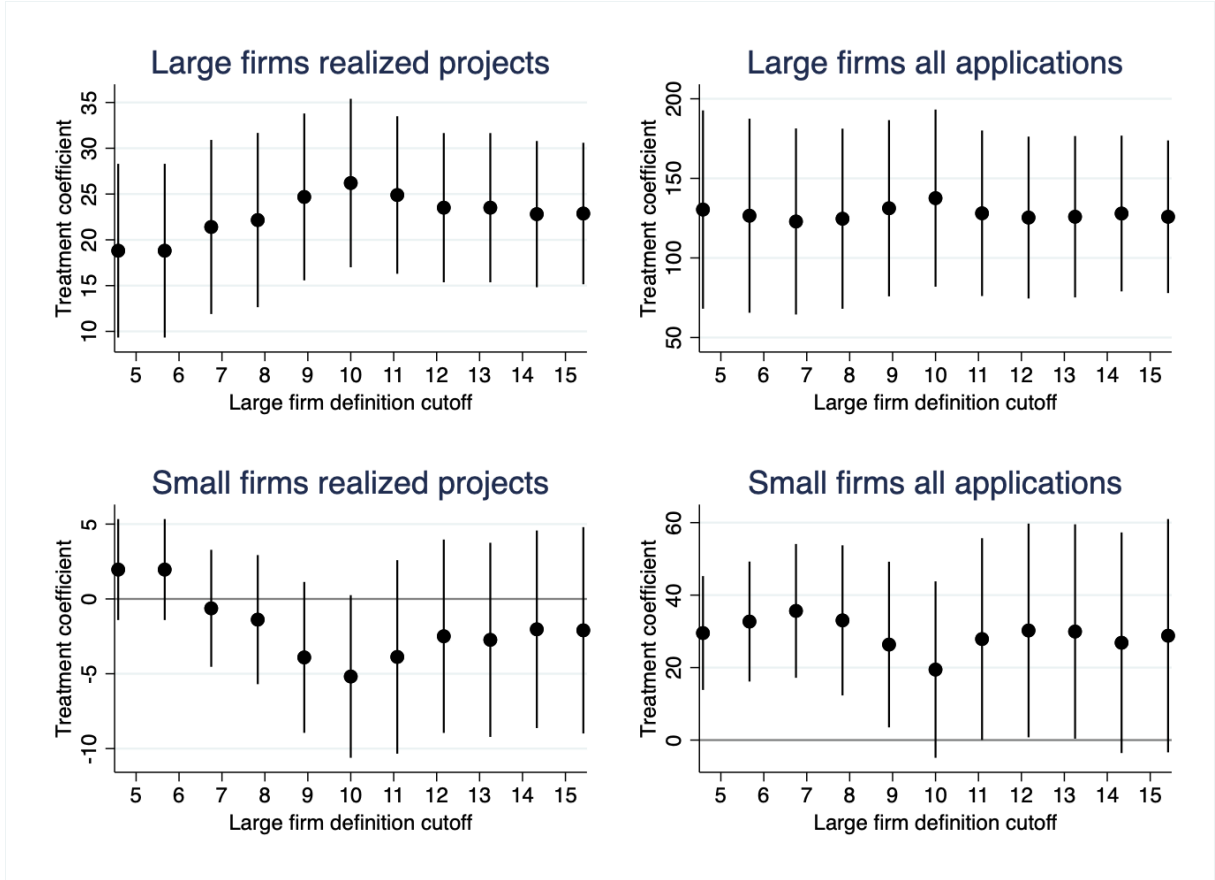 Large firms realized projects
Treatment coefficient
35
30
25
20
15
10
5 6 7 8 9 10 11 12 13 14 15
Large firm definition cutoff
Large firms all applications
Treatment coefficient
200
150
100
50
5 6 7 8 9 10 11 12 13 14 15
Large firm definition cutoff
Small firms realized projects
Treatment coefficient
5
0
-5
-10
5 6 7 8 9 10 11 12 13 14 15
Large firm definition cutoff
Small firms all applications
Treatment coefficient
60
40
20
0
5 6 7 8 9 10 11 12 13 14 15
Large firm definition cutoff